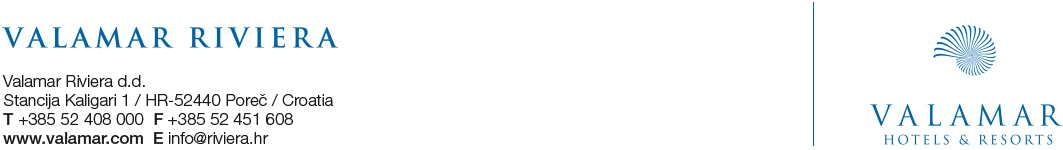 VALAMAR RIVIERA
Valamar Riviera d.d.
Stancija Kaligari 1 / HR-52440 Poreč / Croatia
T +385 52 408 000 F +385 52 451 608
www.valamar.com E info@riviera.hr
VALAMAR
HOTELS & RESORTS